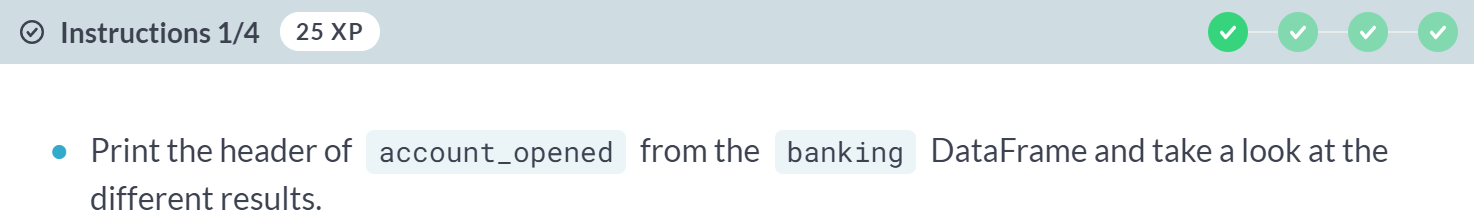 Instructions 1/4 25 XP
Print the header of account_opened from the banking DataFrame and take a look at the
different results.